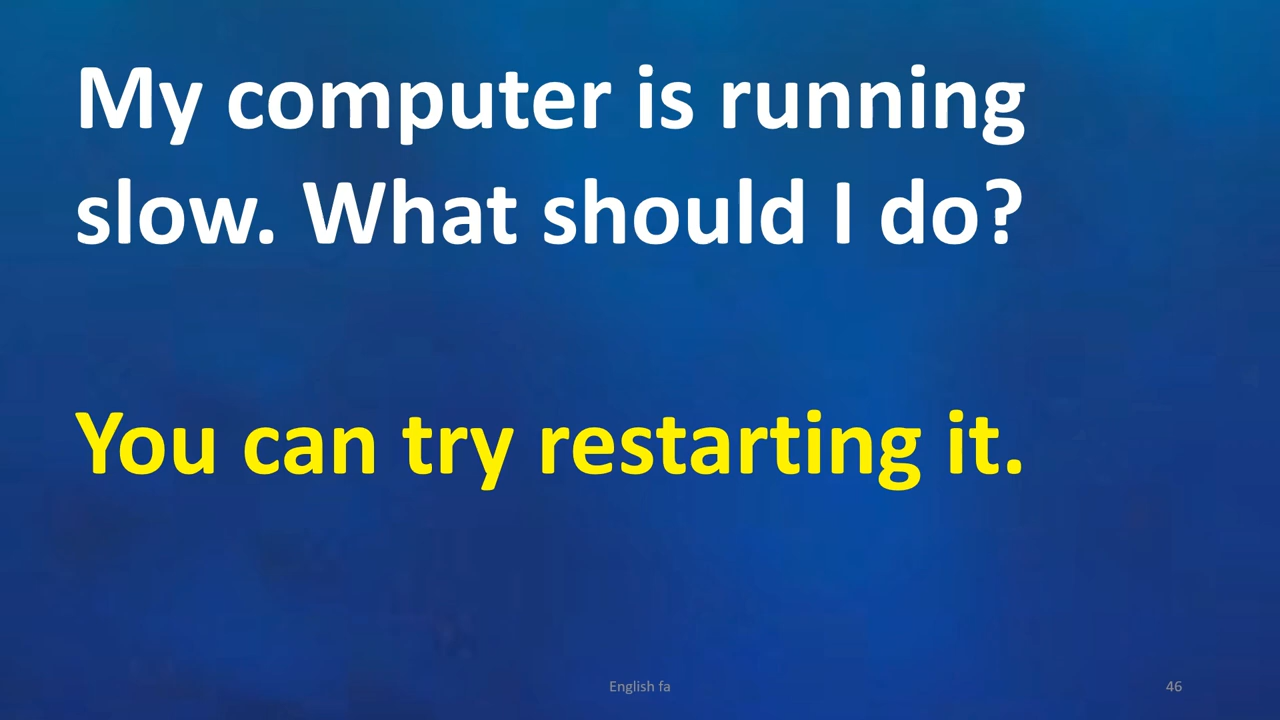 My computer is running
slow. What should I do?
You can try restarting it.
English fa
46